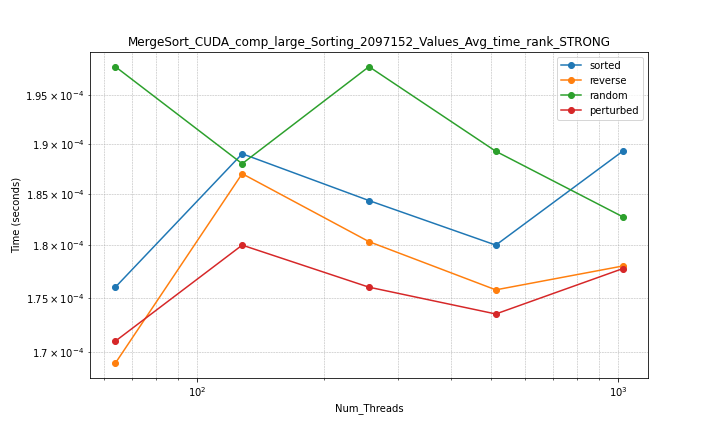 MergeSort_CUDA_comp_large_Sorting_2097152_Values_Avg_time_rank_STRONG
sorted
reverse
random
perturbed
Time (seconds)
1.95 × 10⁻⁴
1.9 × 10⁻⁴
1.85 × 10⁻⁴
1.8 × 10⁻⁴
1.75 × 10⁻⁴
1.7 × 10⁻⁴
10²
10³
Num_Threads